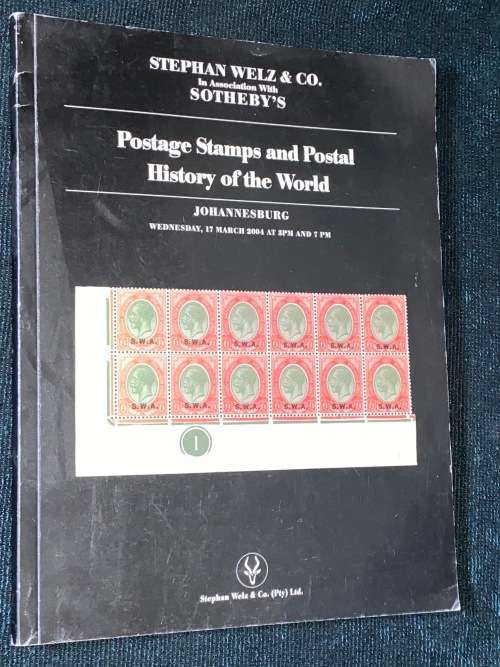 STEPHAN WELZ & CO.
In Association With
SOTHEBY'S
Postage Stamps and Postal
History of the World
JOHANNESBURG
WEDNESDAY, 17 MARCH 2004 AT 3PM AND 7 PM
S.W.A. S.W.A. S.W.A. S.W.A. S.W.A. S.W.A.
S.W.A. S.W.A. S.W.A. S.W.A. S.W.A. S.W.A.
1
Stephan Welz & Co. (Pty) Ltd.